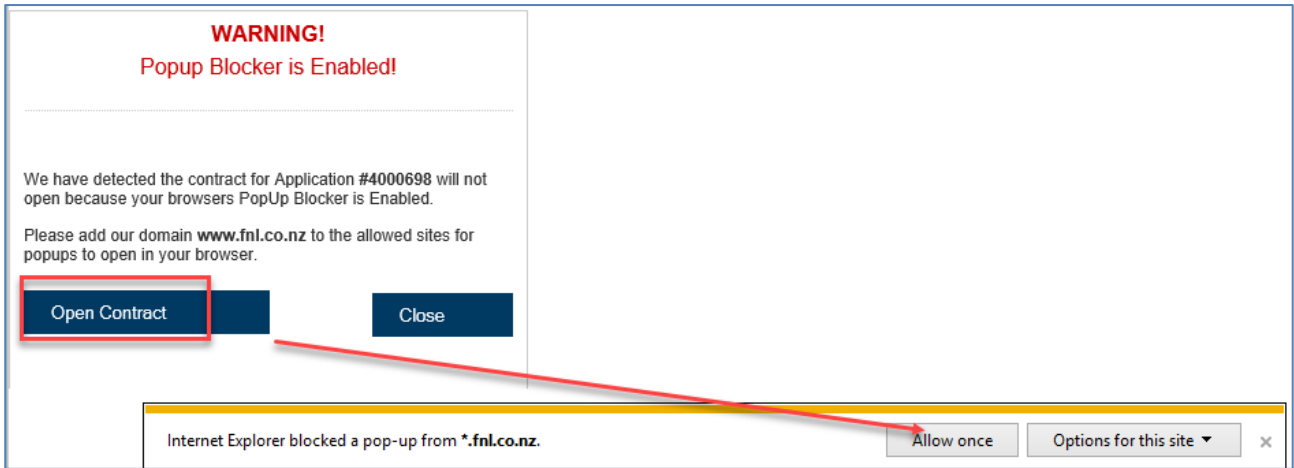 WARNING!
Popup Blocker is Enabled!
We have detected the contract for Application #4000698 will not
open because your browsers PopUp Blocker is Enabled.
Please add our domain www.fnl.co.nz to the allowed sites for
popups to open in your browser.
Open Contract
Close
Internet Explorer blocked a pop-up from *.fnl.co.nz.
Allow once
Options for this site